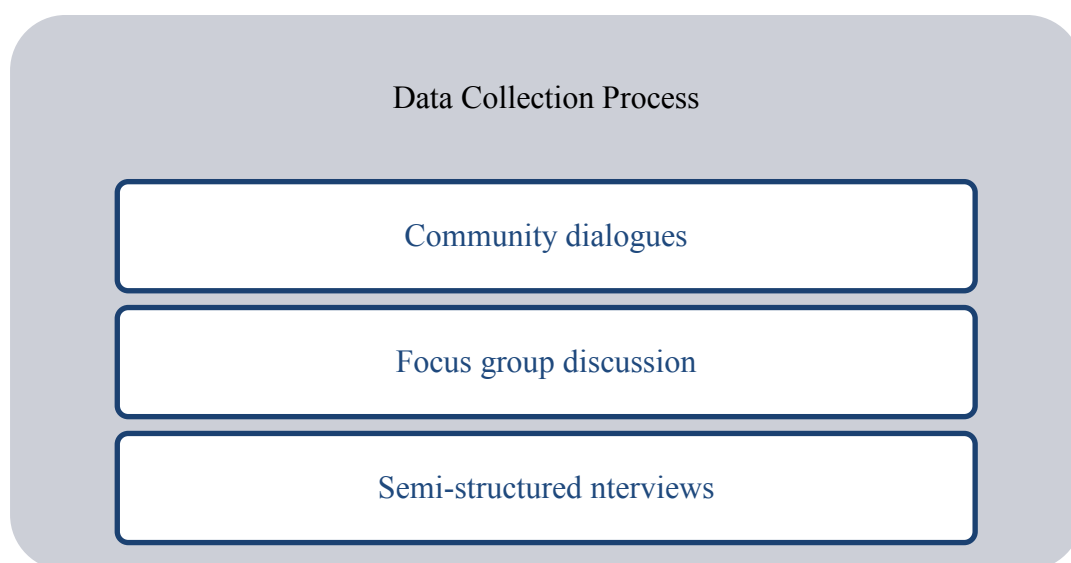 Data Collection Process
Community dialogues
Focus group discussion
Semi-structured nterviews